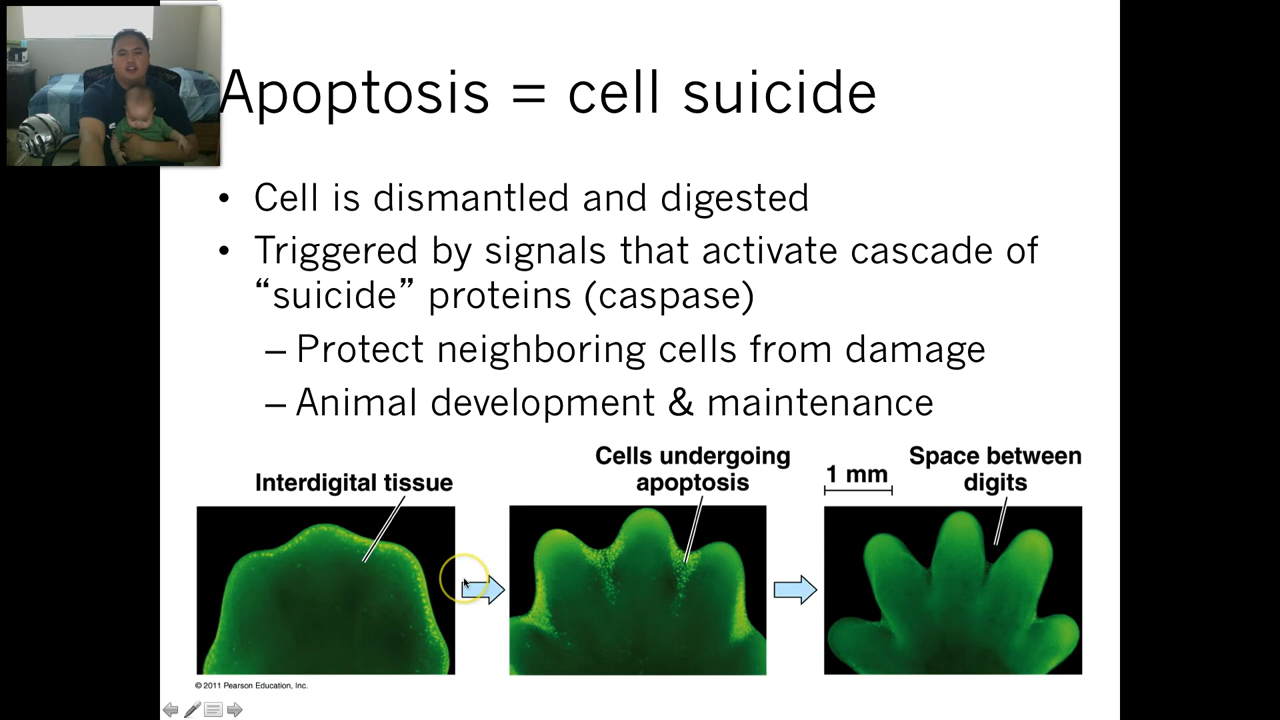 Apoptosis = cell suicide
• Cell is dismantled and digested
• Triggered by signals that activate cascade of
“suicide” proteins (caspase)
– Protect neighboring cells from damage
– Animal development & maintenance
Interdigital tissue
Cells undergoing
apoptosis
1 mm
Space between
digits
© 2011 Pearson Education, Inc.